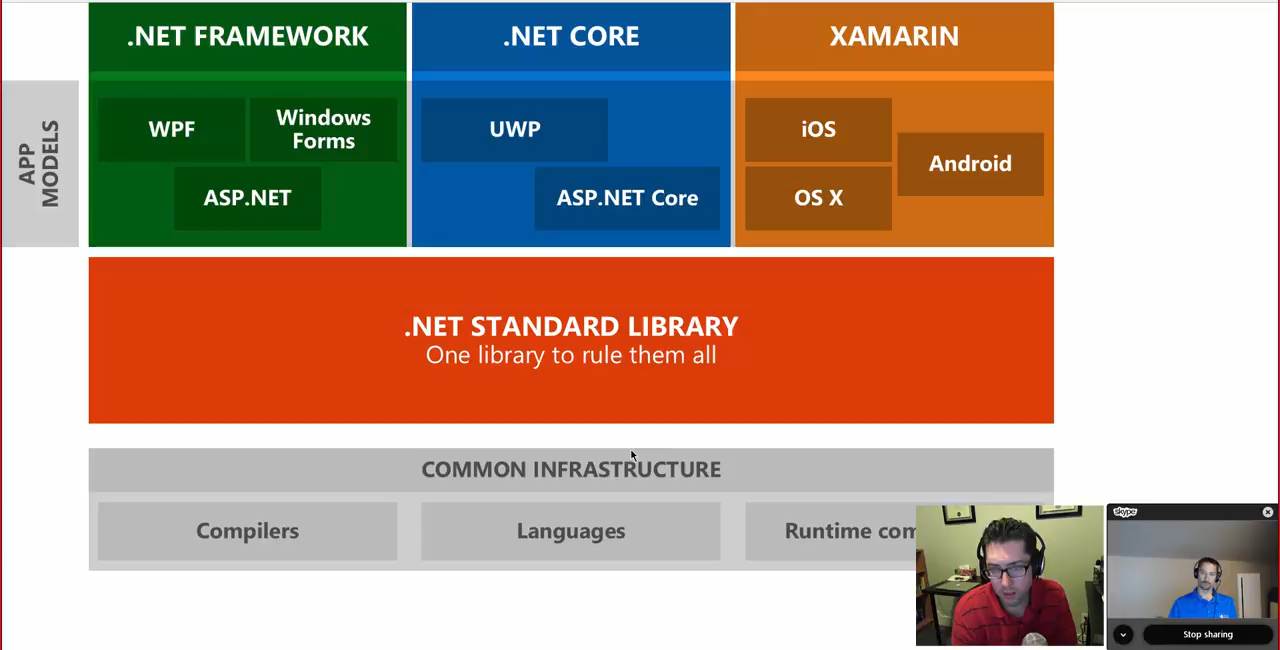 .NET FRAMEWORK
.NET CORE
XAMARIN
APP
MODELS
WPF
Windows
Forms
ASP.NET
UWP
ASP.NET Core
iOS
Android
OS X
.NET STANDARD LIBRARY
One library to rule them all
COMMON INFRASTRUCTURE
Compilers
Languages
Runtime com
skype
Stop sharing